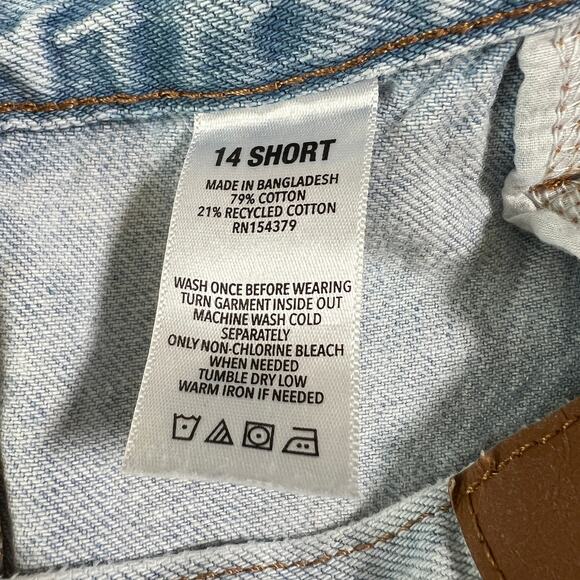 14 SHORT
MADE IN BANGLADESH
79% COTTON
21% RECYCLED COTTON
RN154379
WASH ONCE BEFORE WEARING
TURN GARMENT INSIDE OUT
MACHINE WASH COLD
SEPARATELY
ONLY NON-CHLORINE BLEACH
WHEN NEEDED
TUMBLE DRY LOW
WARM IRON IF NEEDED